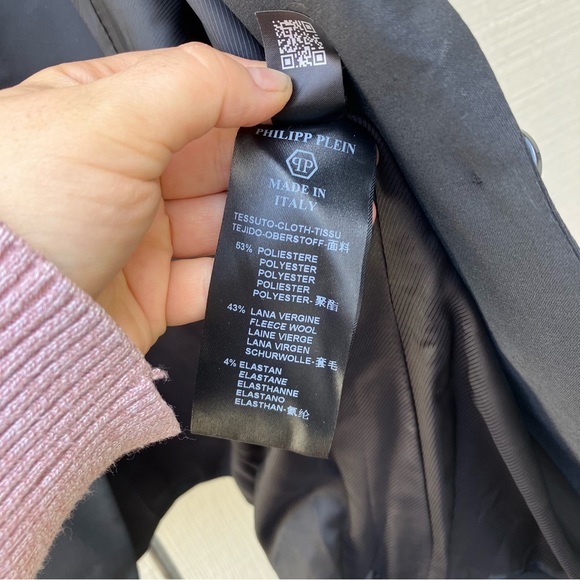 PHILIPP PLEIN
PP
MADE IN
ITALY
TESSUTO-CLOTH-TISSU
TEJIDO-OBERSTOFF-面料
53% POLIESTERE
POLYESTER
POLYESTER
POLIESTER
POLYESTER-聚酯
43% LANA VERGINE
FLEECE WOOL
LAINE VIERGE
LANA VIRGEN
SCHURWOLLE-套毛
4% ELASTAN
ELASTANE
ELASTHANNE
ELASTANO
ELASTHAN-氨纶